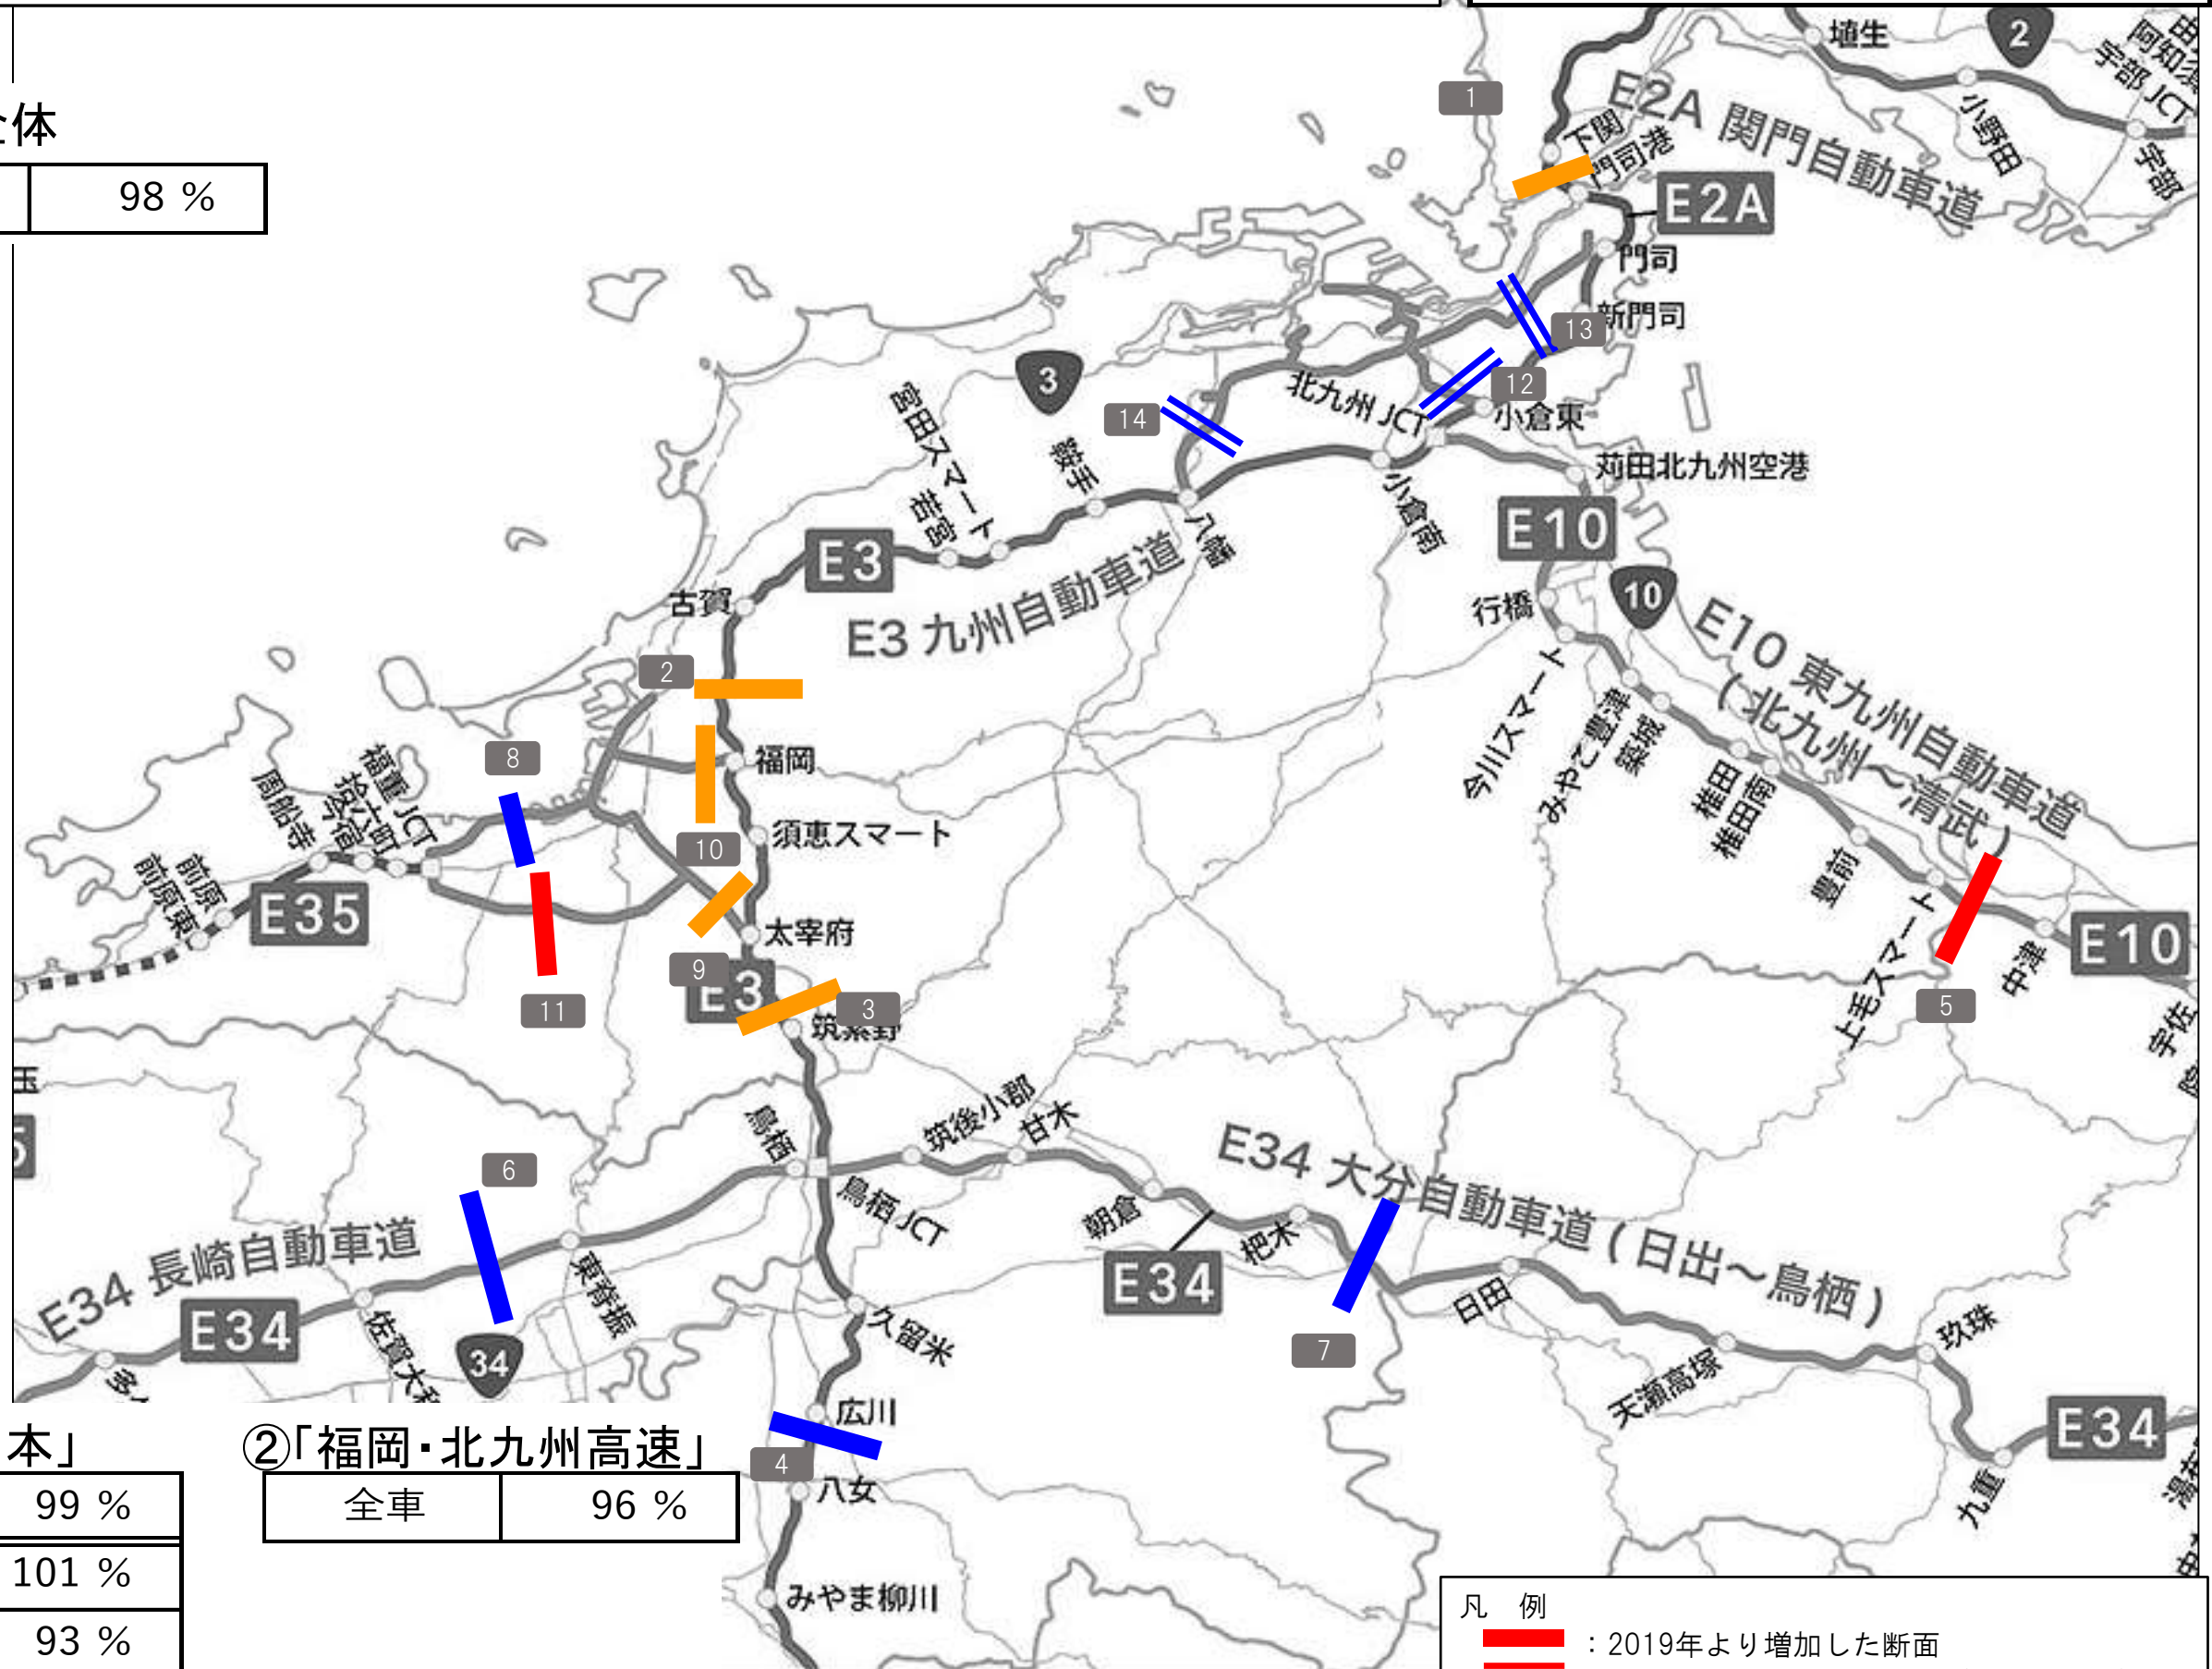 全体
98 %
埴生
2
阿知須
宇部 JCT
宇部
小野田
E2A 関門自動車道
1
下関
門司港
E2A
門司
新門司
13
12
北九州 JCT
小倉東
14
3
宮田スマート
若宮
鞍手
八幡
小倉南
苅田北九州空港
E10
10
行橋
今川スマート
みやこ豊津
築城
椎田
椎田南
豊前
上毛スマート
中津
宇佐
E10 東九州自動車道
(北九州～清武)
E10
5
E3
E3 九州自動車道
古賀
2
福岡
須恵スマート
10
太宰府
9
E3
3
筑紫野
8
福重 JCT
拾六町
今宿
周船寺
前原
前原東
E35
11
玉
5
6
鳥栖
鳥栖 JCT
筑後小郡
甘木
朝倉
杷木
E34
E34 大分自動車道 (日出～鳥栖)
7
日田
天瀬高塚
玖珠
九重
E34
E34 長崎自動車道
E34
34
東脊振
佐賀大和
久留米
広川
4
八女
みやま柳川
本」
99 %
101 %
93 %
②「福岡・北九州高速」
全車 96 %
凡 例
：2019年より増加した断面